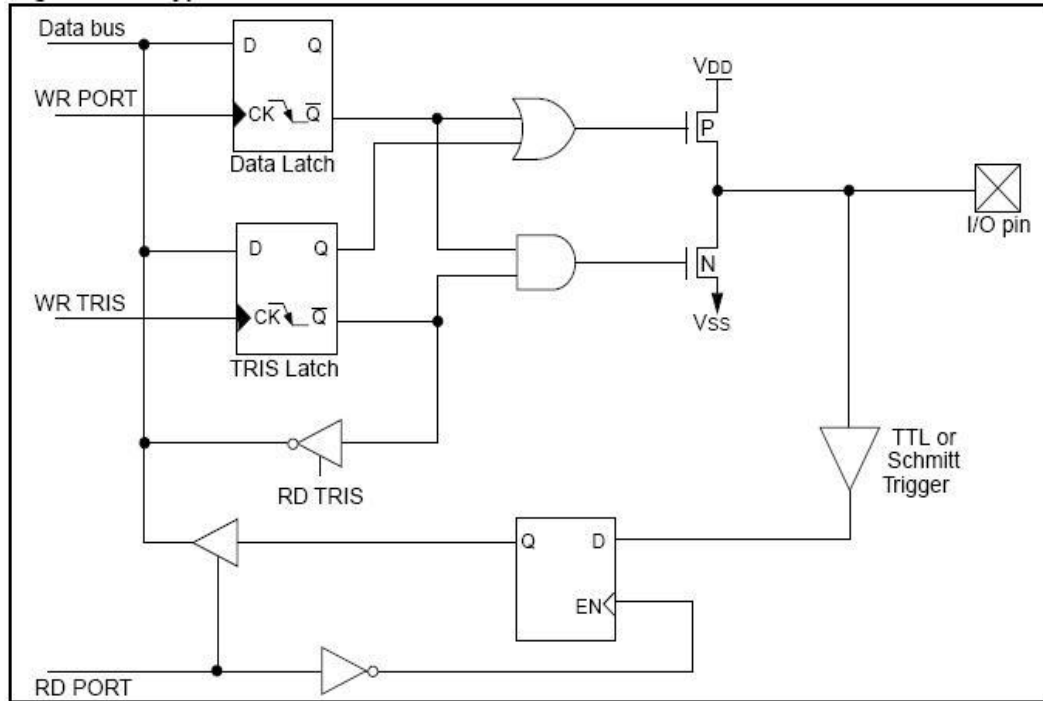 Data bus
D Q
WR PORT
CK Q̅
Data Latch
VDD
P
I/O pin
D Q
N
WR TRIS
CK Q̅
VSS
TRIS Latch
TTL or
Schmitt
Trigger
RD TRIS
Q D
EN
RD PORT